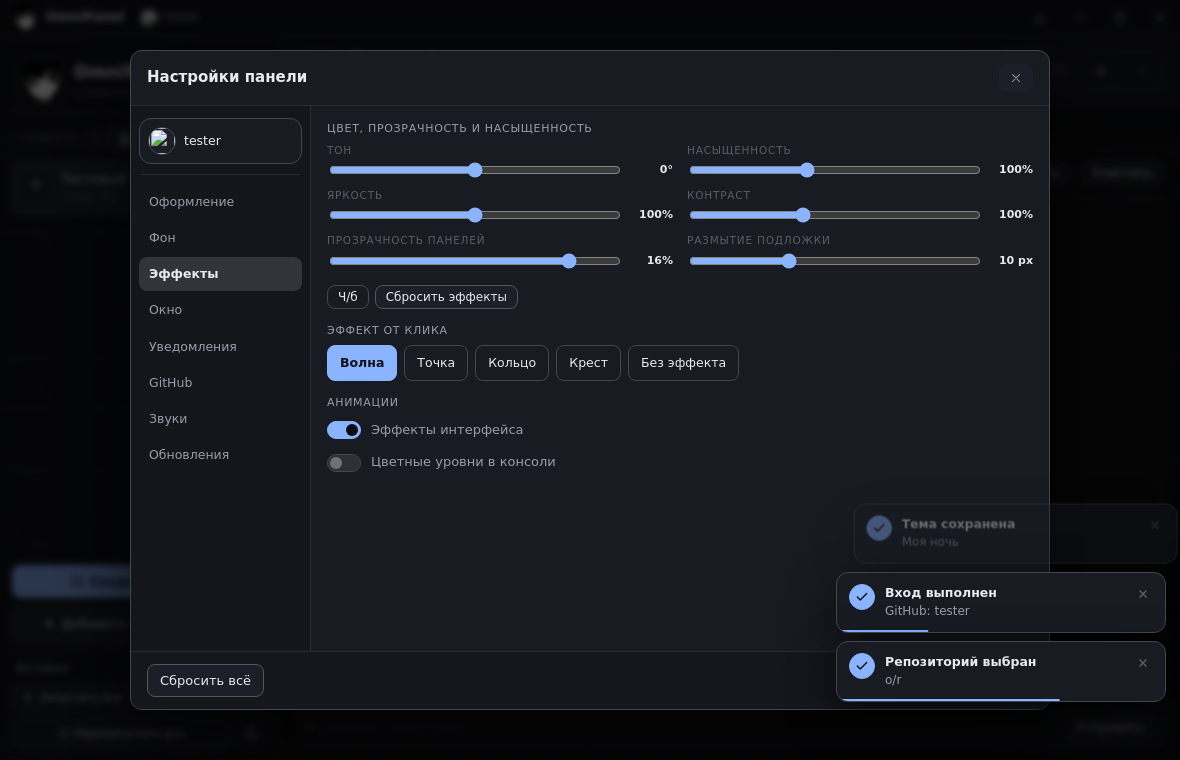 OmniPanel
Настройки панели
tester
Оформление
Фон
Эффекты
Окно
Уведомления
GitHub
Звуки
Обновления
ЦВЕТ, ПРОЗРАЧНОСТЬ И НАСЫЩЕННОСТЬ
ТОН 0°
НАСЫЩЕННОСТЬ 100%
ЯРКОСТЬ 100%
КОНТРАСТ 100%
ПРОЗРАЧНОСТЬ ПАНЕЛЕЙ 16%
РАЗМЫТИЕ ПОДЛОЖКИ 10 px
Ч/б Сбросить эффекты
ЭФФЕКТ ОТ КЛИКА
Волна Точка Кольцо Крест Без эффекта
АНИМАЦИИ
Эффекты интерфейса
Цветные уровни в консоли
Тема сохранена
Моя ночь
Вход выполнен
GitHub: tester
Репозиторий выбран
o/r
Сбросить всё